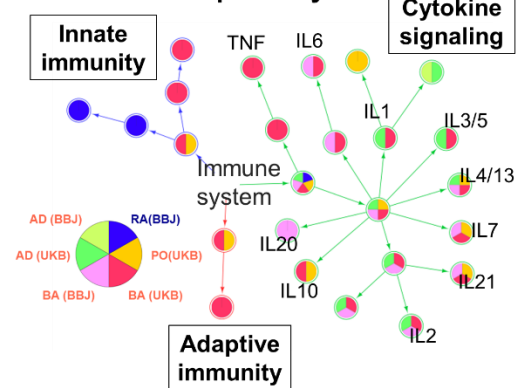 Cytokine
signaling
Innate
immunity
TNF
IL6
IL1
IL3/5
IL4/13
IL7
IL21
IL2
IL20
IL10
Immune
system
AD (BBJ)
RA(BBJ)
AD (UKB)
PO(UKB)
BA (BBJ)
BA (UKB)
Adaptive
immunity